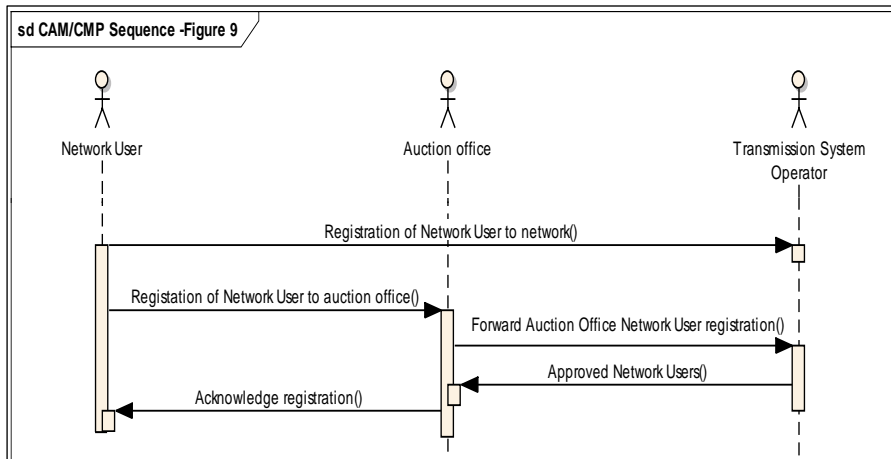 sd CAM/CMP Sequence -Figure 9
Network User
Auction office
Transmission System
Operator
Registration of Network User to network()
Registation of Network User to auction office()
Forward Auction Office Network User registration()
Approved Network Users()
Acknowledge registration()